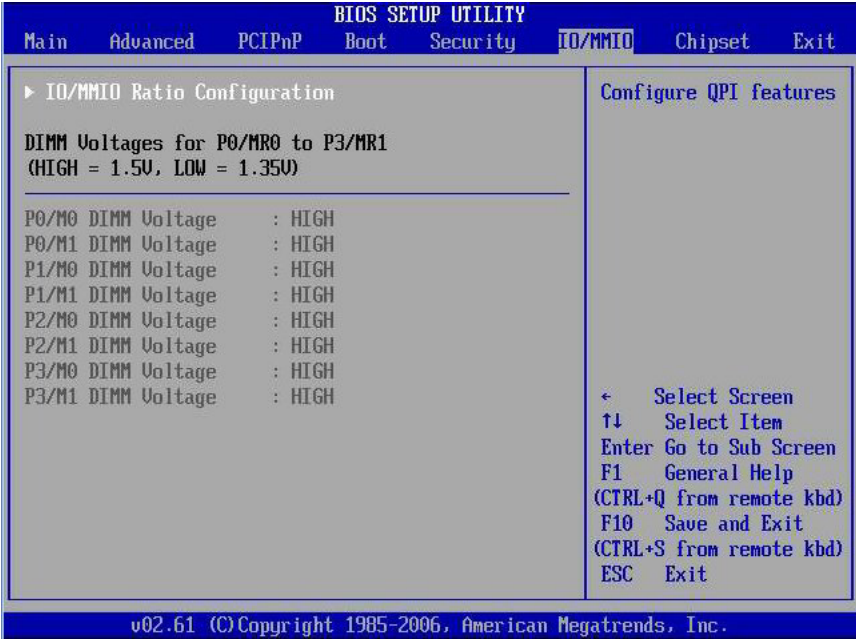 BIOS SETUP UTILITY
Main Advanced PCIPnP Boot Security IO/MMIO Chipset Exit
▶ IO/MMIO Ratio Configuration
DIMM Voltages for P0/MR0 to P3/MR1
(HIGH = 1.5V, LOW = 1.35V)
P0/M0 DIMM Voltage : HIGH
P0/M1 DIMM Voltage : HIGH
P1/M0 DIMM Voltage : HIGH
P1/M1 DIMM Voltage : HIGH
P2/M0 DIMM Voltage : HIGH
P2/M1 DIMM Voltage : HIGH
P3/M0 DIMM Voltage : HIGH
P3/M1 DIMM Voltage : HIGH
Configure QPI features
← Select Screen
↑↓ Select Item
Enter Go to Sub Screen
F1 General Help
(CTRL+Q from remote kbd)
F10 Save and Exit
(CTRL+S from remote kbd)
ESC Exit
v02.61 (C)Copyright 1985-2006, American Megatrends, Inc.